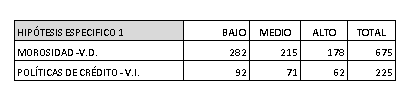 HIPÓTESIS ESPECIFICO 1 BAJO MEDIO ALTO TOTAL
MOROSIDAD -V.D. 282 215 178 675
POLÍTICAS DE CRÉDITO - V.I. 92 71 62 225